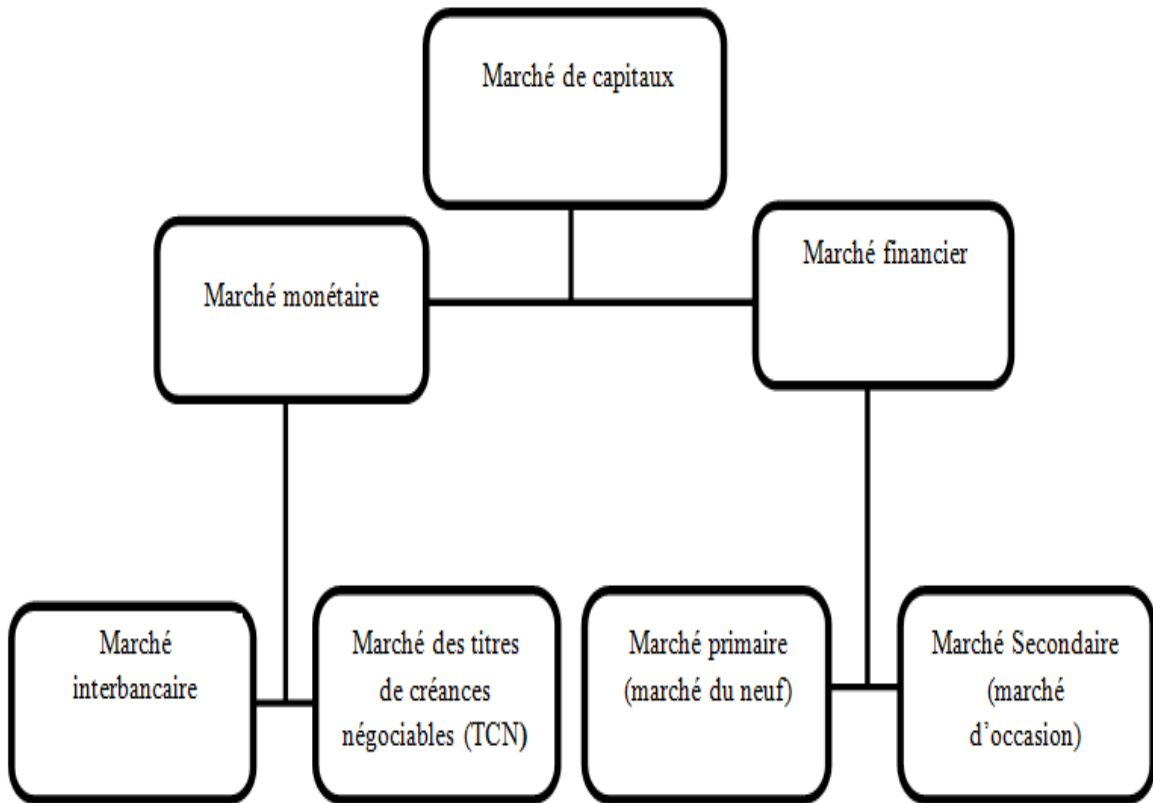 Marché de capitaux
Marché monétaire
Marché financier
Marché
interbancaire
Marché des titres
de créances
négociables (TCN)
Marché primaire
(marché du neuf)
Marché Secondaire
(marché
d’occasion)